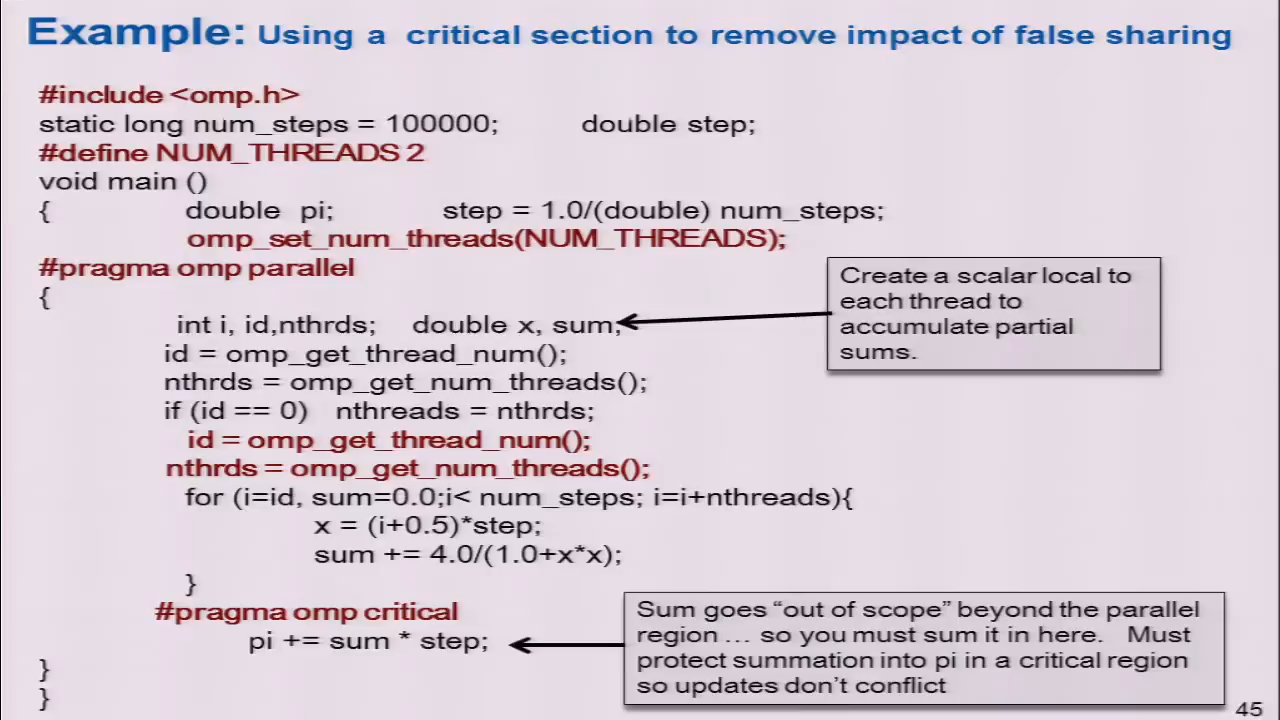 Example: Using a critical section to remove impact of false sharing
#include <omp.h>
static long num_steps = 100000; double step;
#define NUM_THREADS 2
void main ()
{ double pi; step = 1.0/(double) num_steps;
omp_set_num_threads(NUM_THREADS);
#pragma omp parallel
{
int i, id,nthrds; double x, sum;
id = omp_get_thread_num();
nthrds = omp_get_num_threads();
if (id == 0) nthreads = nthrds;
id = omp_get_thread_num();
nthrds = omp_get_num_threads();
for (i=id, sum=0.0;i< num_steps; i=i+nthreads){
x = (i+0.5)*step;
sum += 4.0/(1.0+x*x);
}
#pragma omp critical
pi += sum * step;
}
}
Create a scalar local to
each thread to
accumulate partial
sums.
Sum goes “out of scope” beyond the parallel
region … so you must sum it in here. Must
protect summation into pi in a critical region
so updates don’t conflict
45